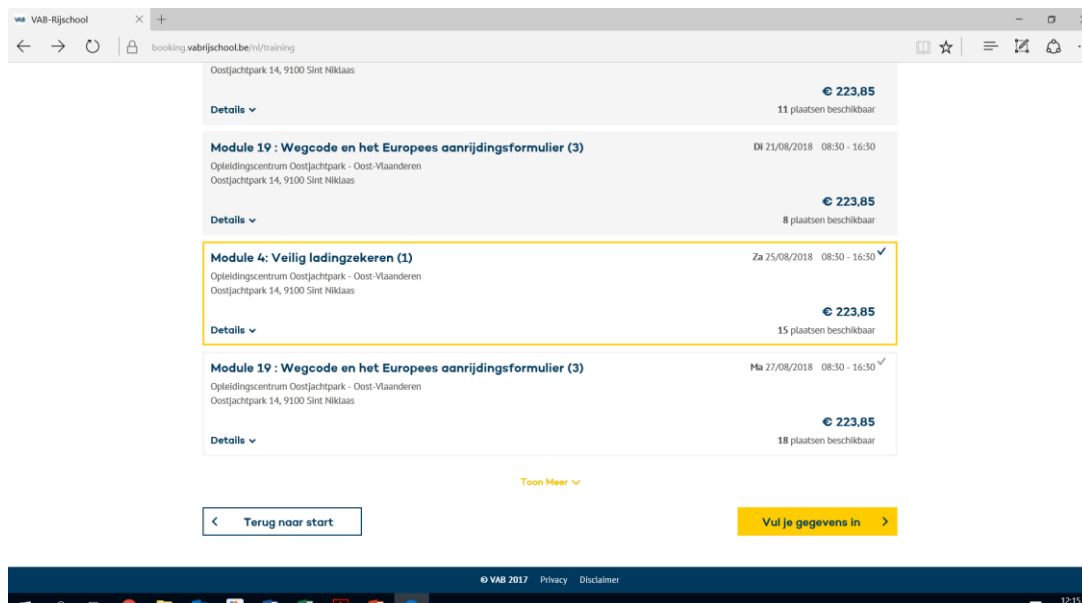 VAB VAB-Rijschool
booking.vabrijschool.be/nl/training
Oostjachtpark 14, 9100 Sint Niklaas
€ 223,85
Details
11 plaatsen beschikbaar
Module 19 : Wegcode en het Europees aanrijdingsformulier (3)
Di 21/08/2018 08:30 - 16:30
Opleidingscentrum Oostjachtpark - Oost-Vlaanderen
Oostjachtpark 14, 9100 Sint Niklaas
€ 223,85
Details
8 plaatsen beschikbaar
Module 4: Veilig ladingzekeren (1)
Za 25/08/2018 08:30 - 16:30
Opleidingscentrum Oostjachtpark - Oost-Vlaanderen
Oostjachtpark 14, 9100 Sint Niklaas
€ 223,85
Details
15 plaatsen beschikbaar
Module 19 : Wegcode en het Europees aanrijdingsformulier (3)
Ma 27/08/2018 08:30 - 16:30
Opleidingscentrum Oostjachtpark - Oost-Vlaanderen
Oostjachtpark 14, 9100 Sint Niklaas
€ 223,85
Details
18 plaatsen beschikbaar
Toon Meer
Terug naar start
Vul je gegevens in
© VAB 2017 Privacy Disclaimer
12:15